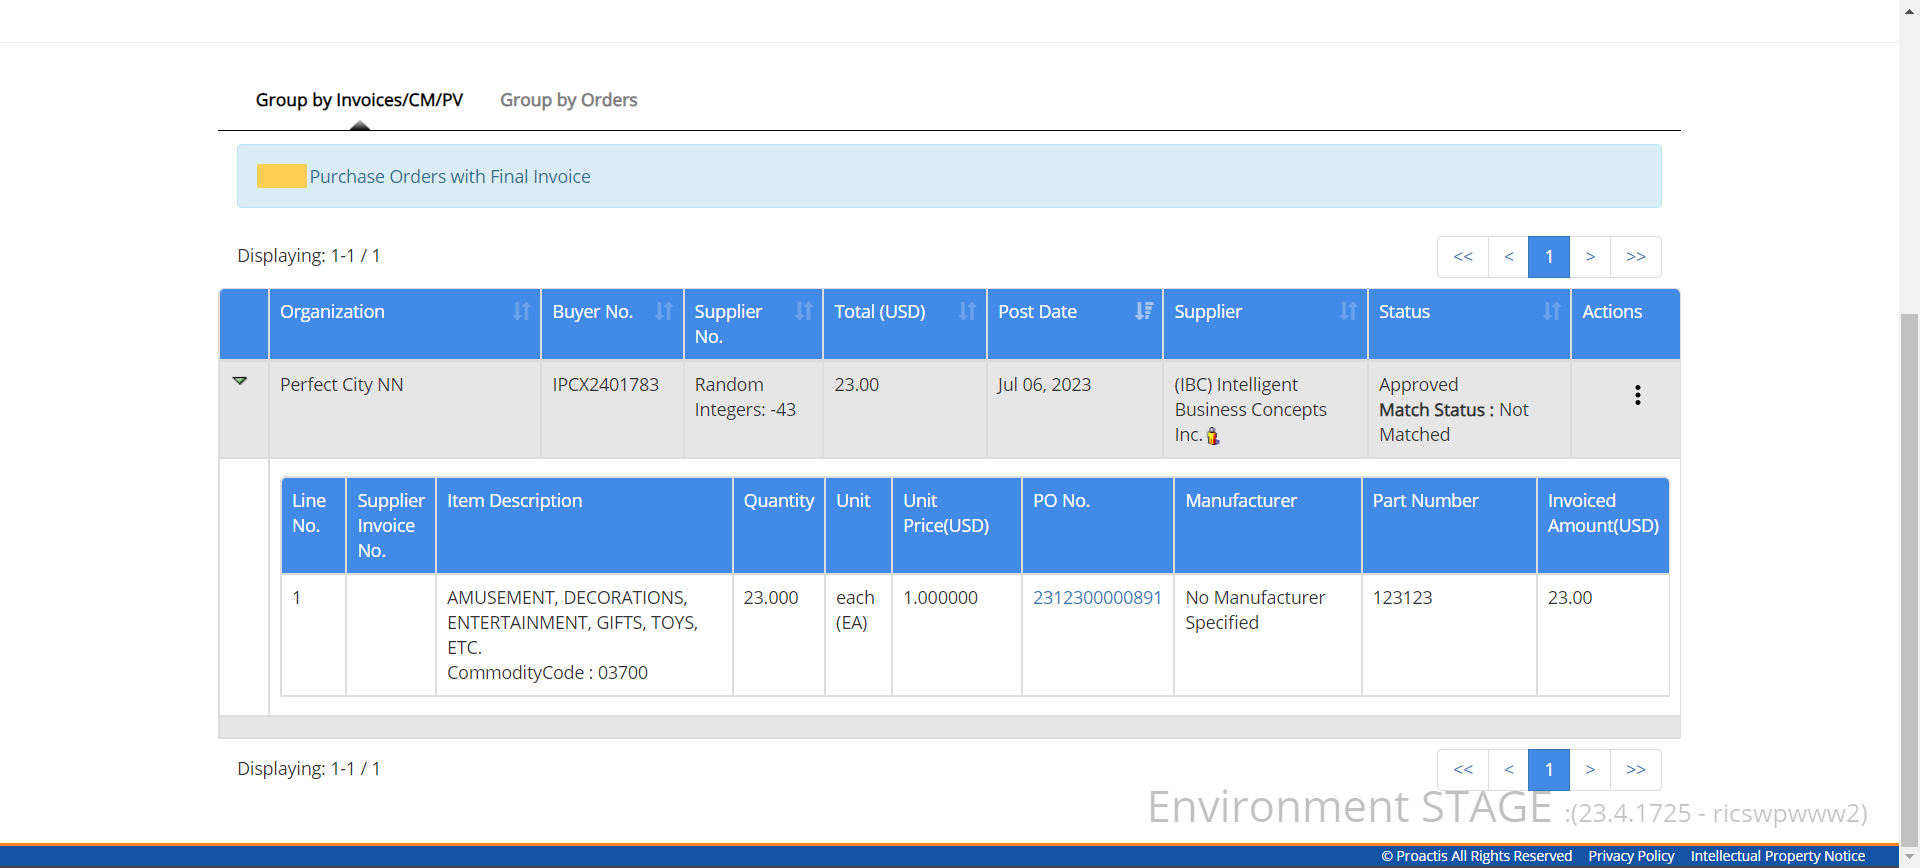 Group by Invoices/CM/PV Group by Orders
Purchase Orders with Final Invoice
Displaying: 1-1 / 1
<< < 1 > >>
Organization Buyer No. Supplier No. Total (USD) Post Date Supplier Status Actions
Perfect City NN IPCX2401783 Random Integers: -43 23.00 Jul 06, 2023 (IBC) Intelligent Business Concepts Inc. Approved Match Status : Not Matched
Line No. Supplier Invoice No. Item Description Quantity Unit Unit Price(USD) PO No. Manufacturer Part Number Invoiced Amount(USD)
1 AMUSEMENT, DECORATIONS, ENTERTAINMENT, GIFTS, TOYS, ETC. CommodityCode : 03700 23.000 each (EA) 1.000000 2312300000891 No Manufacturer Specified 123123 23.00
Displaying: 1-1 / 1
<< < 1 > >>
Environment STAGE :(23.4.1725 - ricswpwww2)
© Proactis All Rights Reserved Privacy Policy Intellectual Property Notice